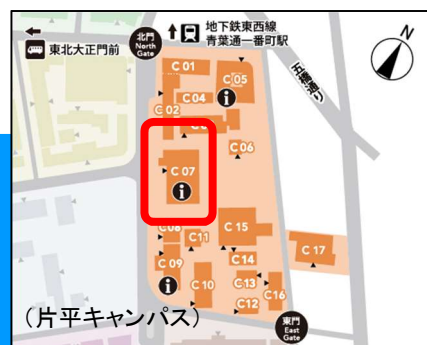 東北大正門前
北門
North
Gate
地下鉄東西線
青葉通一番町駅
N
五橋通り
C 01
C 02
C 04
C 05
C 06
C 07
C 08
C 09
C 10
C 11
C 12
C 13
C 14
C 15
C 16
C 17
東門
East
Gate
(片平キャンパス)